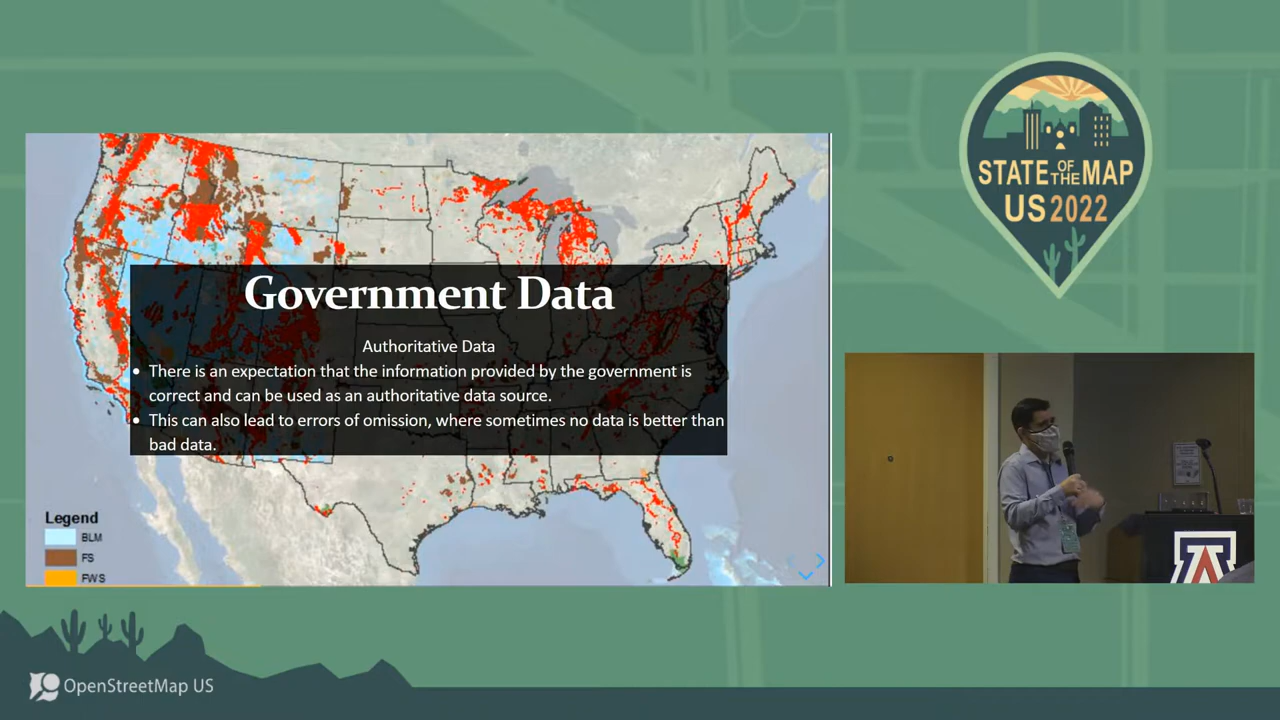 Government Data
Authoritative Data
• There is an expectation that the information provided by the government is
correct and can be used as an authoritative data source.
• This can also lead to errors of omission, where sometimes no data is better than
bad data.
Legend
BLM
FS
FWS
STATE OF THE MAP
US 2022
A
OpenStreetMap US